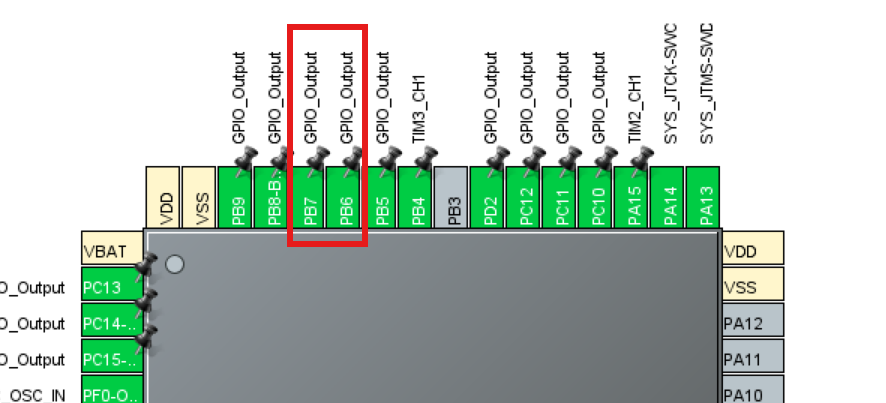 GPIO_Output
GPIO_Output
GPIO_Output
GPIO_Output
GPIO_Output
TIM3_CH1
GPIO_Output
GPIO_Output
GPIO_Output
GPIO_Output
TIM2_CH1
SYS_JTCK-SWC
SYS_JTMS-SWD
VDD
VSS
PB9
PB8-B..
PB7
PB6
PB5
PB4
PB3
PD2
PC12
PC11
PC10
PA15
PA14
PA13
VBAT
VDD
O_Output
PC13
VSS
O_Output
PC14-..
PA12
O_Output
PC15-..
PA11
_OSC_IN
PF0-O..
PA10